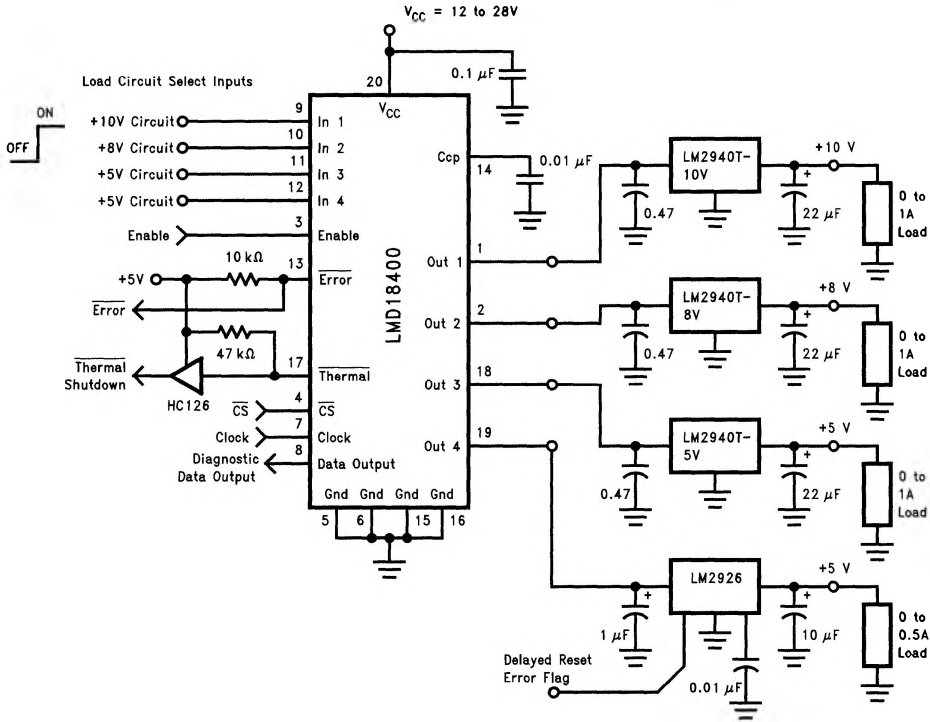 V_CC = 12 to 28V
0.1 μF
20
V_CC
Load Circuit Select Inputs
ON
OFF
+10V Circuit
9
In 1
+8V Circuit
10
In 2
+5V Circuit
11
In 3
+5V Circuit
12
In 4
Enable
3
Enable
+5V
10 kΩ
13
Error
Error
47 kΩ
Thermal
Shutdown
HC126
17
Thermal
CS
4
CS
Clock
7
Clock
Diagnostic
Data Output
8
Data Output
LMD18400
Gnd Gnd Gnd Gnd
5 6 15 16
Ccp
14
0.01 μF
Out 1
1
Out 2
2
Out 3
18
Out 4
19
LM2940T-
10V
0.47
22 μF
+10 V
0 to
1A
Load
LM2940T-
8V
0.47
22 μF
+8 V
0 to
1A
Load
LM2940T-
5V
0.47
22 μF
+5 V
0 to
1A
Load
LM2926
1 μF
+
10 μF
+
+5 V
0 to
0.5A
Load
Delayed Reset
Error Flag
0.01 μF